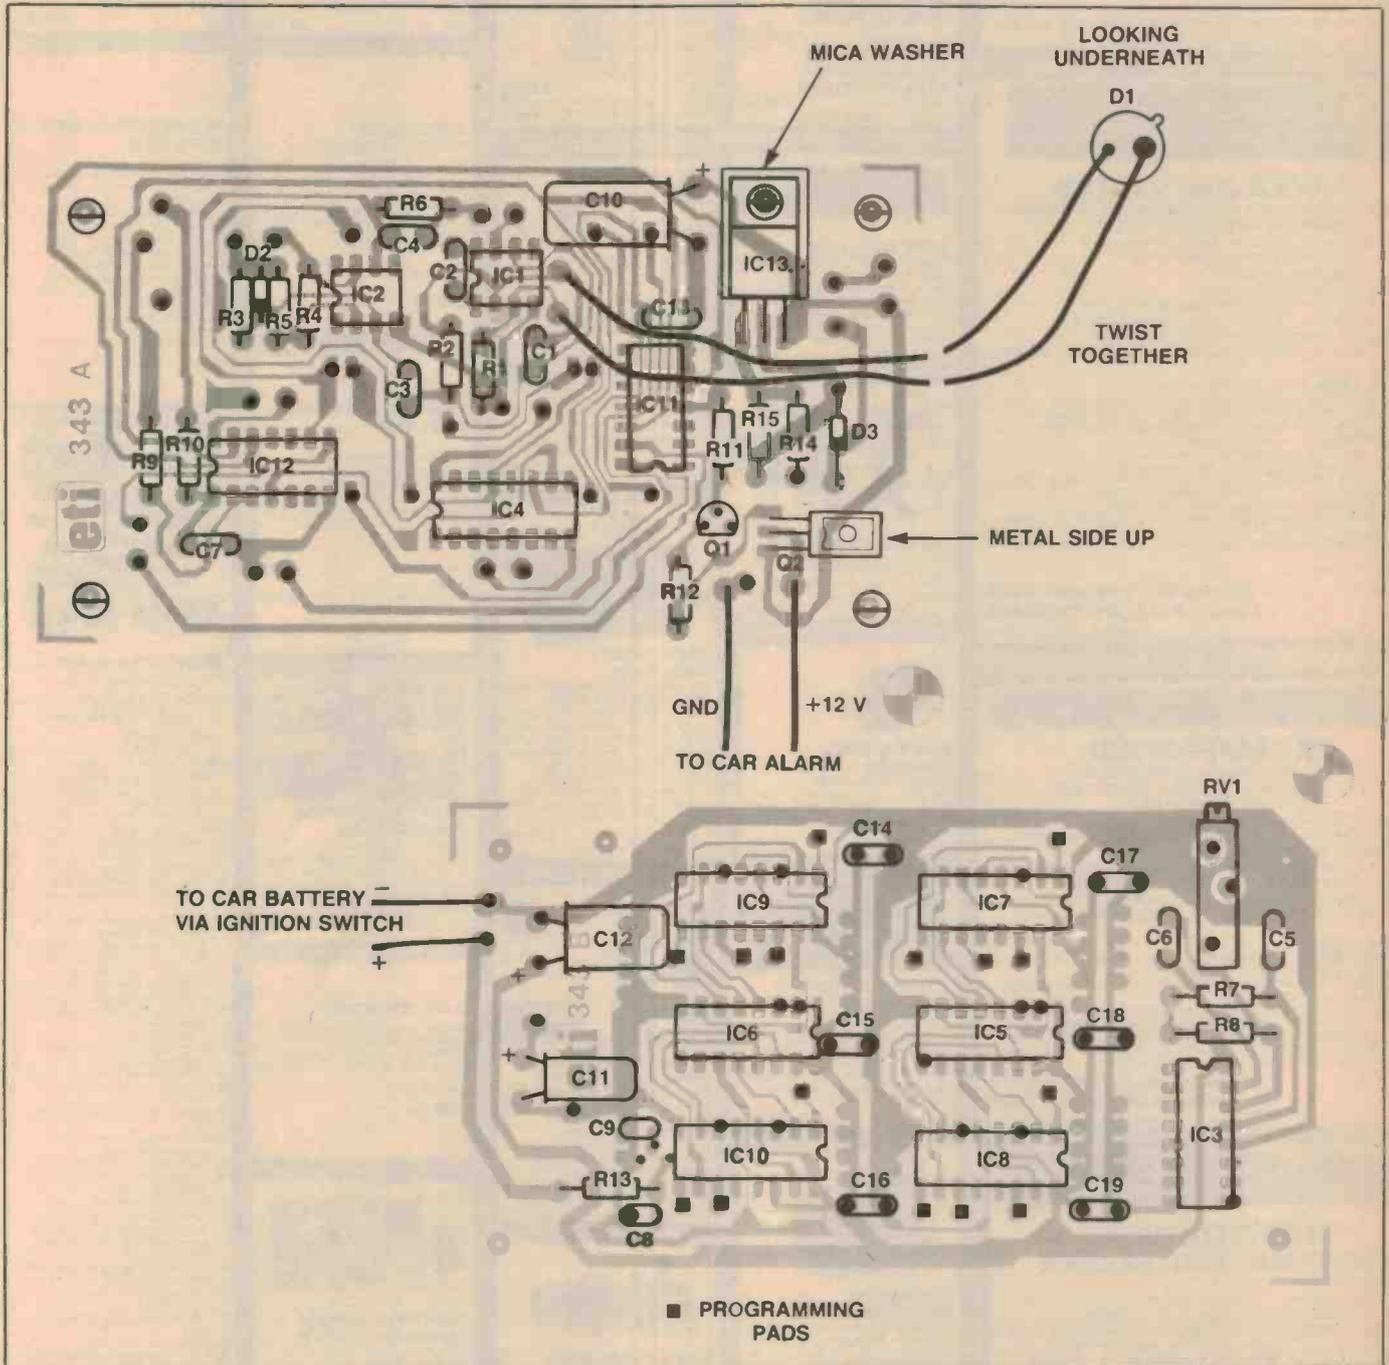 LOOKING
UNDERNEATH
MICA WASHER
D1
+
R6
C10
C4
D2
C2
IC1
IC2
IC13
R3
R5
R4
C13
TWIST
TOGETHER
R2
C1
C3
343 A
IC11
R15
D3
R10
R11
R14
R9
IC12
IC4
eti
Q1
METAL SIDE UP
C7
Q2
R12
GND
+12 V
TO CAR ALARM
RV1
C14
C17
TO CAR BATTERY −
VIA IGNITION SWITCH
+
IC9
IC7
C12
C6
C5
+
R7
IC6
C15
IC5
C18
R8
+
C11
C9
IC10
IC8
IC3
R13
C16
C19
C8
■ PROGRAMMING
PADS